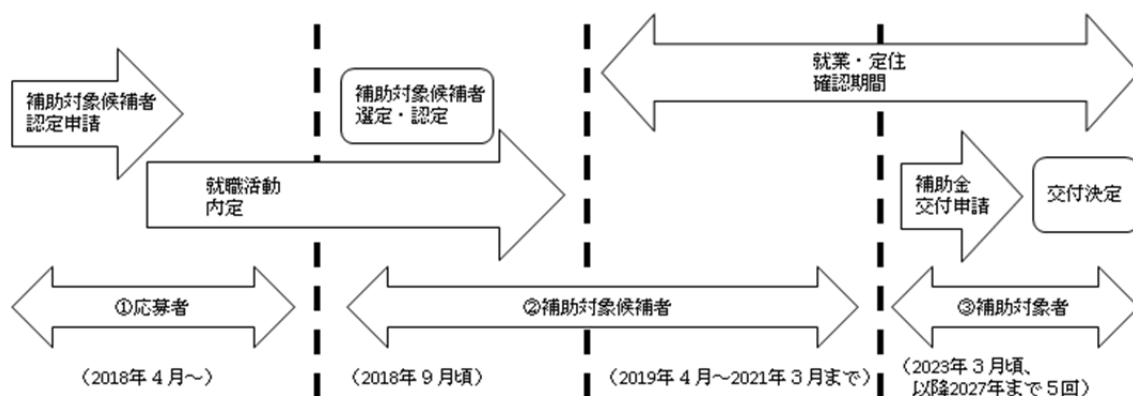 就業・定住
確認期間
補助対象候補者
認定申請
補助対象候補者
選定・認定
就職活動
内定
補助金
交付申請
交付決定
①応募者
②補助対象候補者
③補助対象者
（2018年４月～）
（2018年９月頃）
（2019年４月～2021年３月まで）
（2023年３月頃、
以降2027年まで５回）